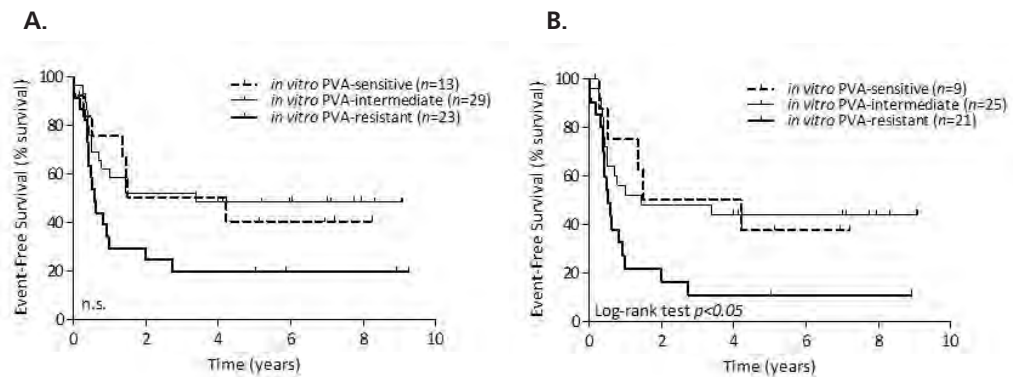 A.
Event-Free Survival (% survival)
100
80
60
40
20
0
in vitro PVA-sensitive (n=13)
in vitro PVA-intermediate (n=29)
in vitro PVA-resistant (n=23)
n.s.
0 2 4 6 8 10
Time (years)
B.
Event-Free Survival (% survival)
100
80
60
40
20
0
in vitro PVA-sensitive (n=9)
in vitro PVA-intermediate (n=25)
in vitro PVA-resistant (n=21)
Log-rank test p<0.05
0 2 4 6 8 10
Time (years)